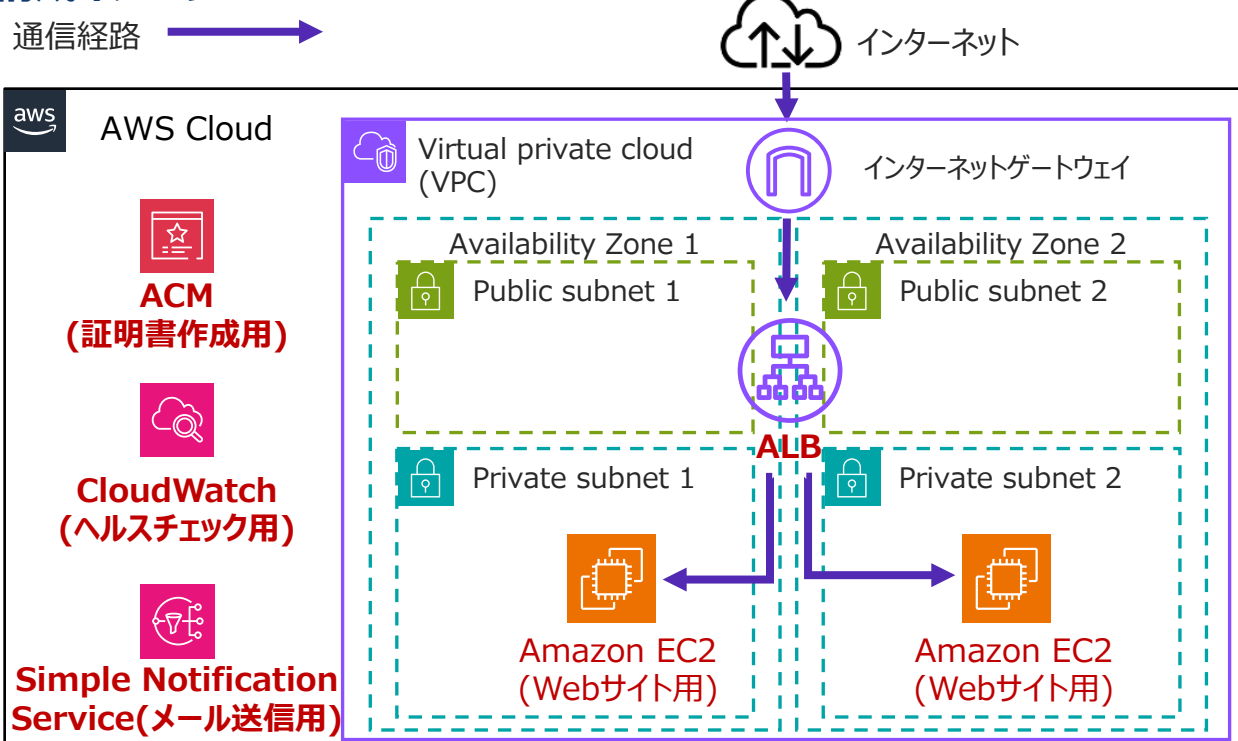 通信経路
インターネット
aws
AWS Cloud
Virtual private cloud
(VPC)
インターネットゲートウェイ
Availability Zone 1
Availability Zone 2
Public subnet 1
Public subnet 2
ACM
(証明書作成用)
ALB
Private subnet 1
Private subnet 2
CloudWatch
(ヘルスチェック用)
Amazon EC2
(Webサイト用)
Amazon EC2
(Webサイト用)
Simple Notification
Service(メール送信用)